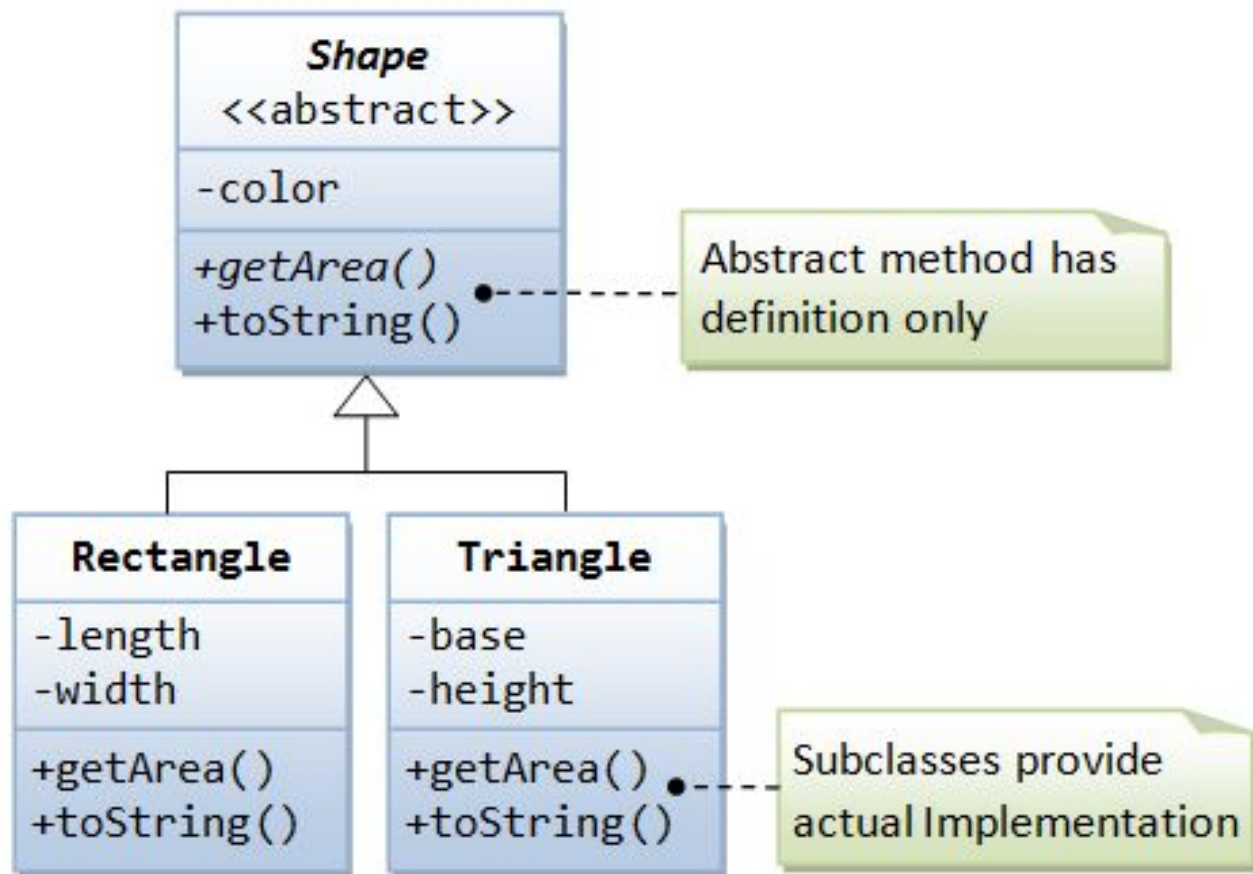 Shape
<<abstract>>
-color
+getArea()
+toString()
Abstract method has
definition only
Rectangle
-length
-width
+getArea()
+toString()
Triangle
-base
-height
+getArea()
+toString()
Subclasses provide
actual Implementation